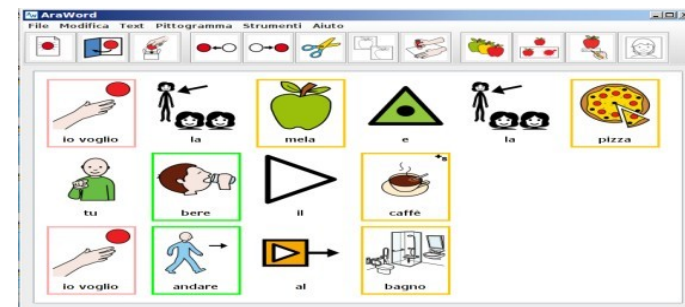 AraWord
File Modifica Text Pittogramma Strumenti Aiuto
io voglio la mela e la pizza
tu bere il caffè
io voglio andare al bagno